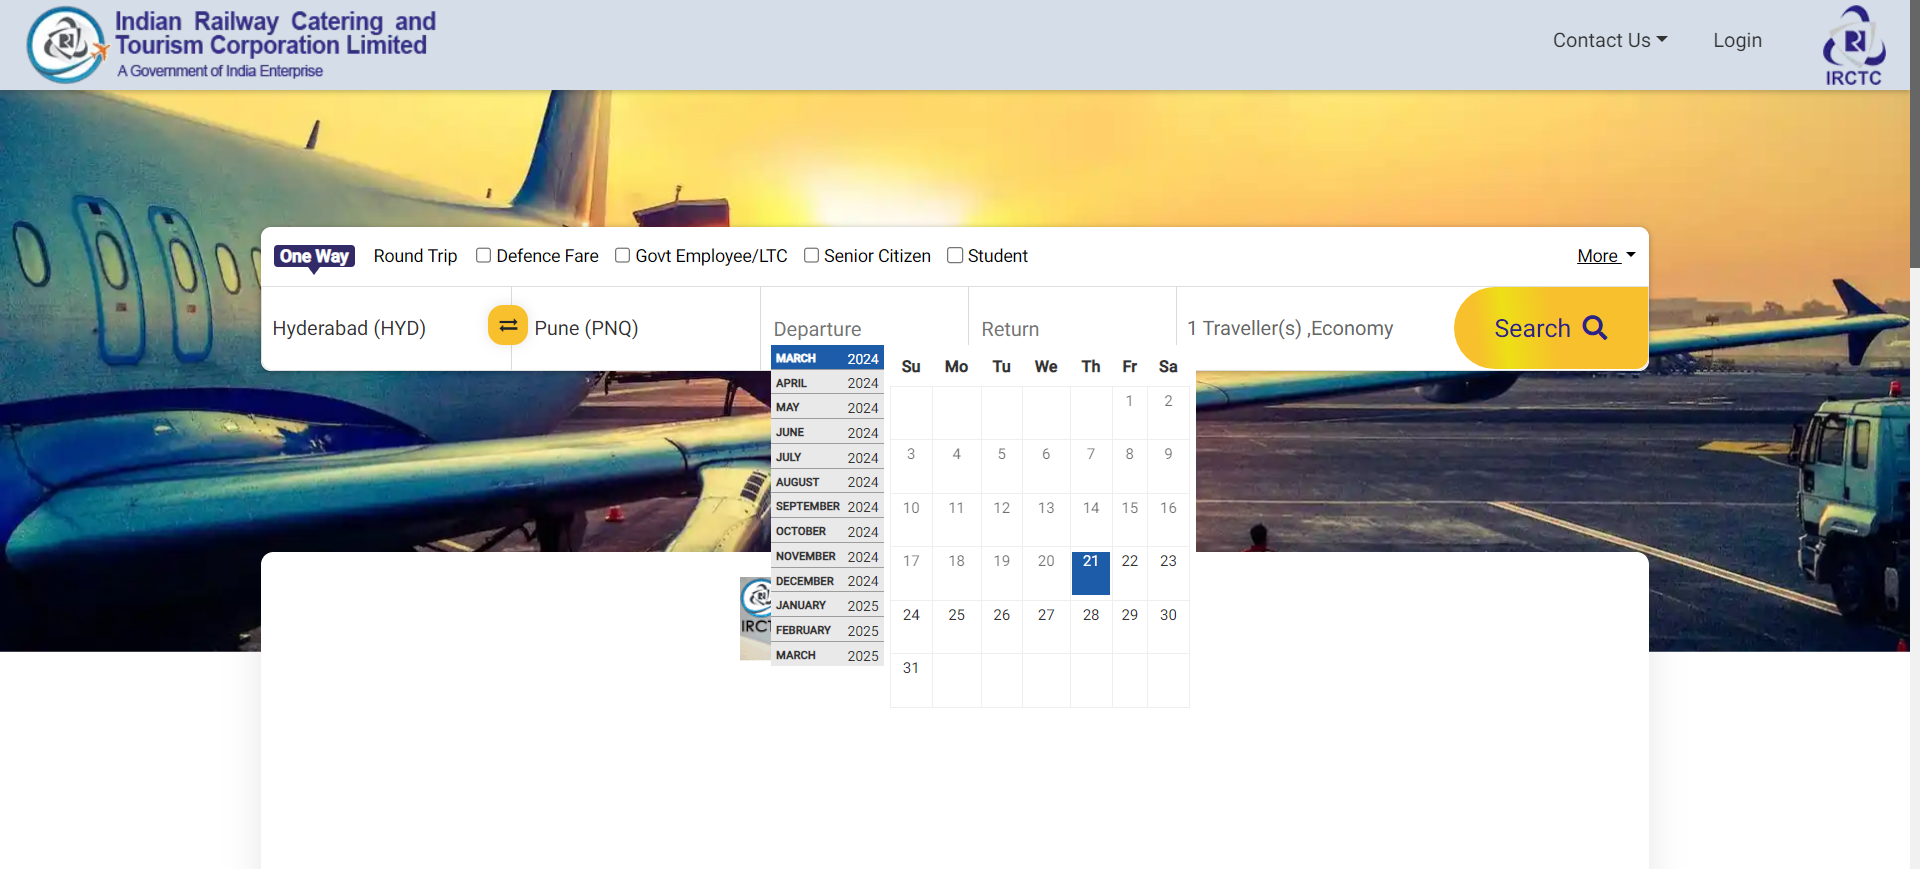 Indian Railway Catering and
Tourism Corporation Limited
A Government of India Enterprise
Contact Us
Login
IRCTC
One Way
Round Trip
Defence Fare
Govt Employee/LTC
Senior Citizen
Student
More
Hyderabad (HYD)
Pune (PNQ)
Departure
Return
1 Traveller(s) ,Economy
Search
MARCH 2024
APRIL 2024
MAY 2024
JUNE 2024
JULY 2024
AUGUST 2024
SEPTEMBER 2024
OCTOBER 2024
NOVEMBER 2024
DECEMBER 2024
JANUARY 2025
FEBRUARY 2025
MARCH 2025
Su Mo Tu We Th Fr Sa
1 2
3 4 5 6 7 8 9
10 11 12 13 14 15 16
17 18 19 20 21 22 23
24 25 26 27 28 29 30
31